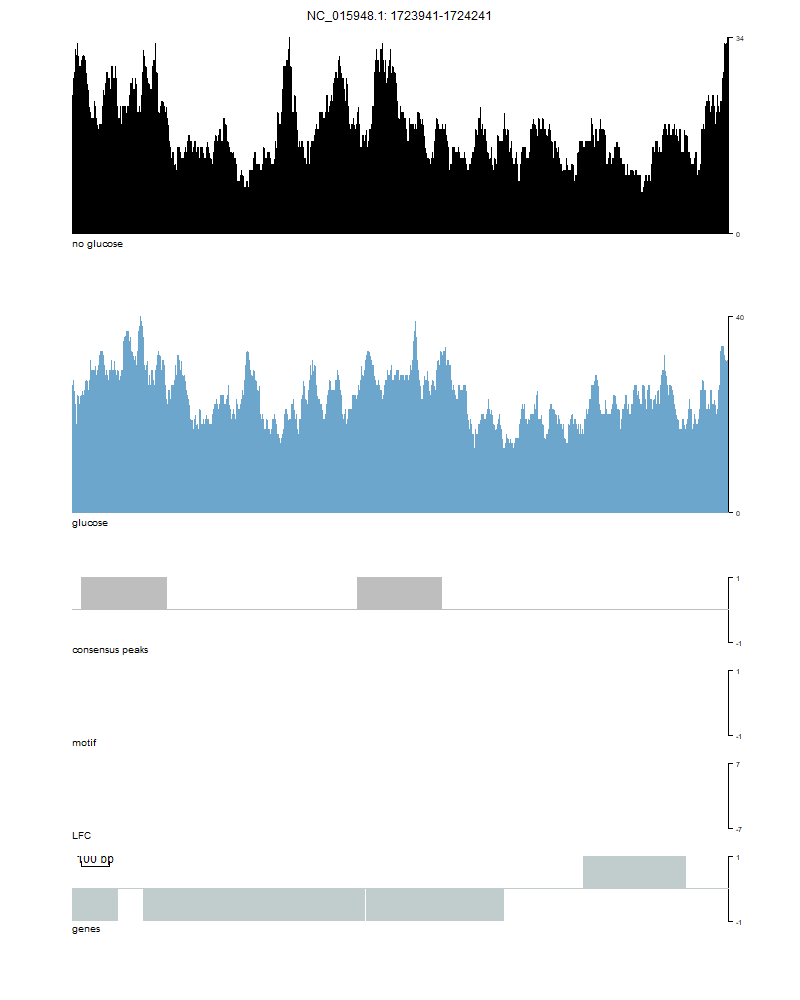 NC_015948.1: 1723941-1724241
34
0
no glucose
40
0
glucose
1
-1
consensus peaks
1
-1
motif
7
-7
LFC
100 bp
1
-1
genes